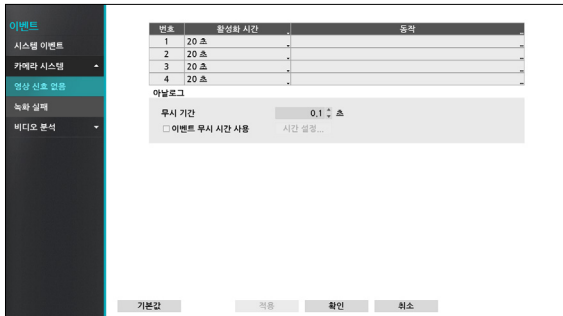 이벤트
시스템 이벤트
카메라 시스템
영상 신호 없음
녹화 실패
비디오 분석
번호 활성화 시간 동작
1 20 초
2 20 초
3 20 초
4 20 초
아날로그
무시 기간 0.1 초
이벤트 무시 시간 사용 시간 설정...
기본값 적용 확인 취소